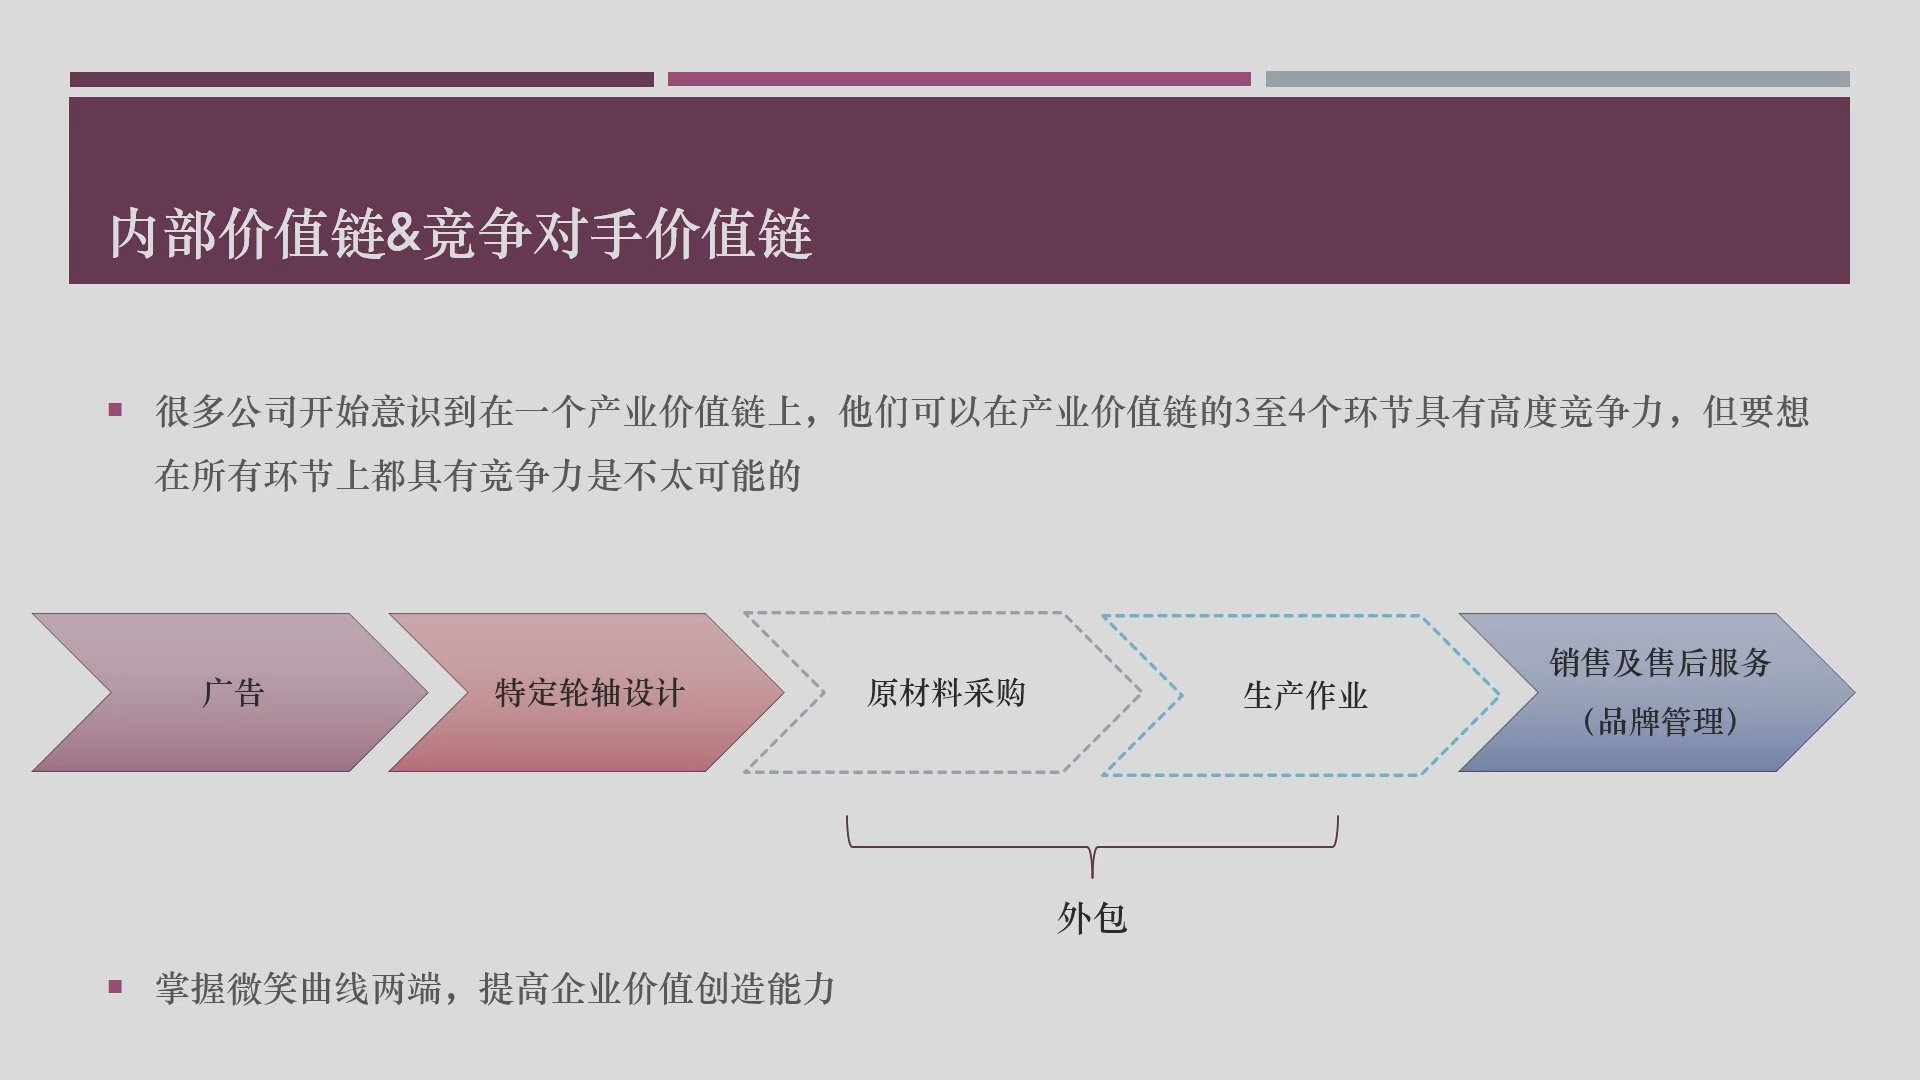 内部价值链&竞争对手价值链
很多公司开始意识到在一个产业价值链上，他们可以在产业价值链的3至4个环节具有高度竞争力，但要想
在所有环节上都具有竞争力是不太可能的
广告
特定轮轴设计
原材料采购
生产作业
销售及售后服务
（品牌管理）
外包
掌握微笑曲线两端，提高企业价值创造能力